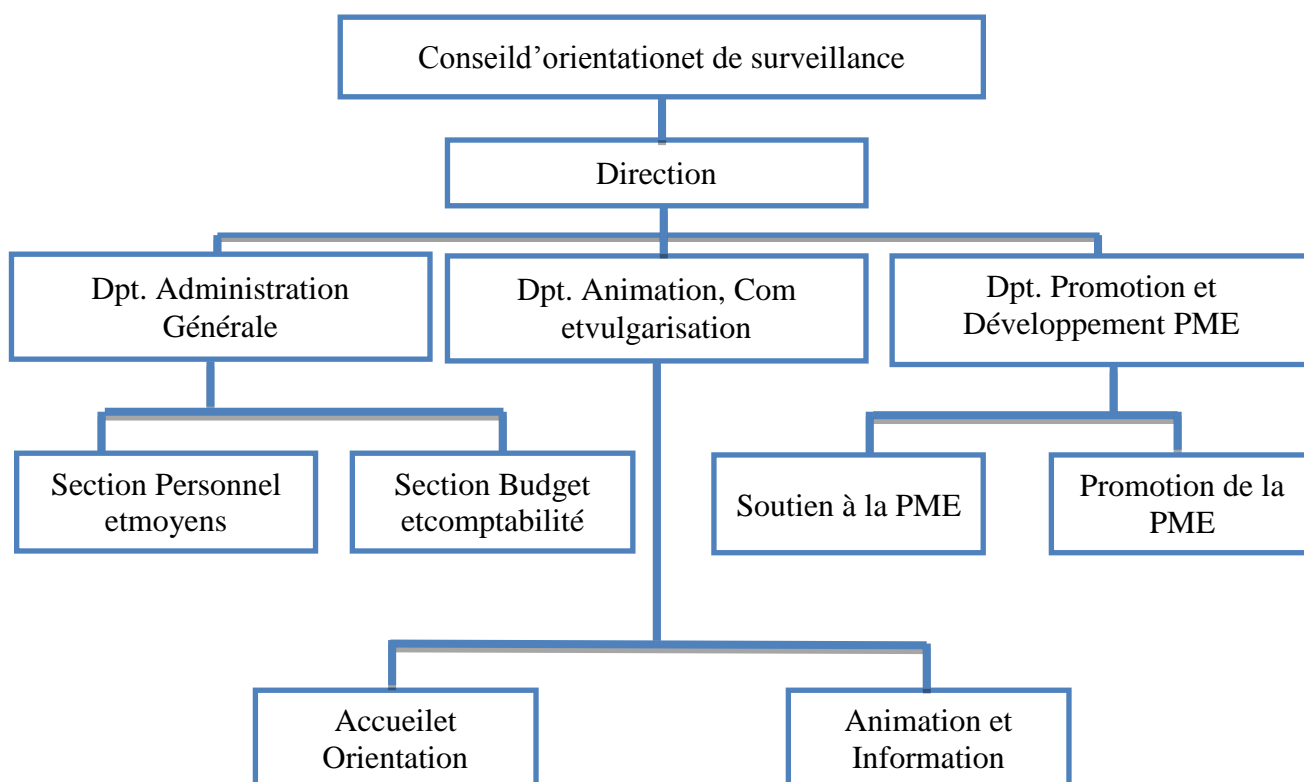 Conseild’orientationet de surveillance
Direction
Dpt. Administration
Générale
Dpt. Animation, Com
etvulgarisation
Dpt. Promotion et
Développement PME
Section Personnel
etmoyens
Section Budget
etcomptabilité
Soutien à la PME
Promotion de la
PME
Accueilet
Orientation
Animation et
Information